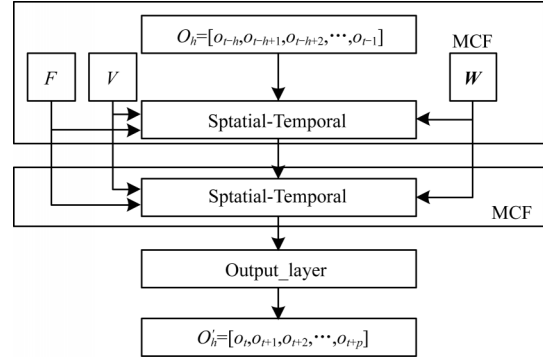 O_h=[o_{t−h},o_{t−h+1},o_{t−h+2},⋯,o_{t−1}]
MCF
F
V
W
Sptatial-Temporal
Sptatial-Temporal
MCF
Output_layer
O'_h=[o_t,o_{t+1},o_{t+2},⋯,o_{t+p}]